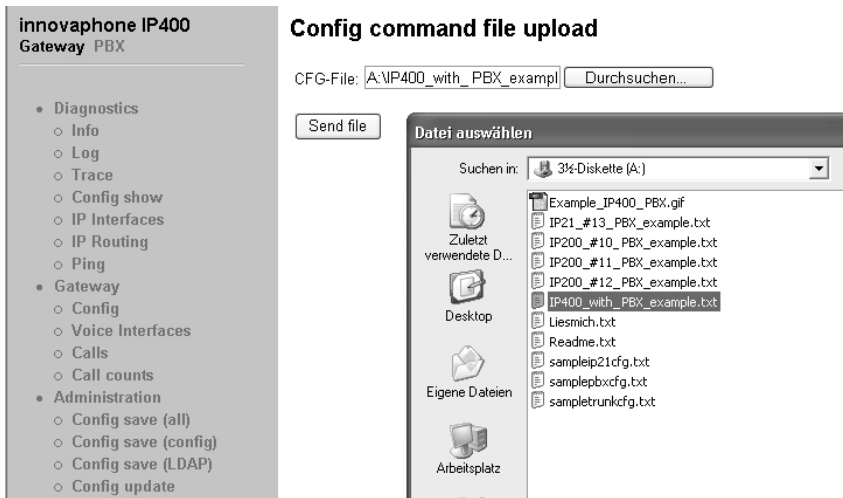 innovaphone IP400
Gateway PBX
Diagnostics
Info
Log
Trace
Config show
IP Interfaces
IP Routing
Ping
Gateway
Config
Voice Interfaces
Calls
Call counts
Administration
Config save (all)
Config save (config)
Config save (LDAP)
Config update
Config command file upload
CFG-File: A:\IP400_with_PBX_exampl Durchsuchen...
Send file
Datei auswählen
Suchen in: 3½-Diskette (A:)
Zuletzt
verwendete D...
Desktop
Eigene Dateien
Arbeitsplatz
Example_IP400_PBX.gif
IP21_#13_PBX_example.txt
IP200_#10_PBX_example.txt
IP200_#11_PBX_example.txt
IP200_#12_PBX_example.txt
IP400_with_PBX_example.txt
Liesmich.txt
Readme.txt
sampleip21cfg.txt
samplepbxcfg.txt
sampletrunkcfg.txt